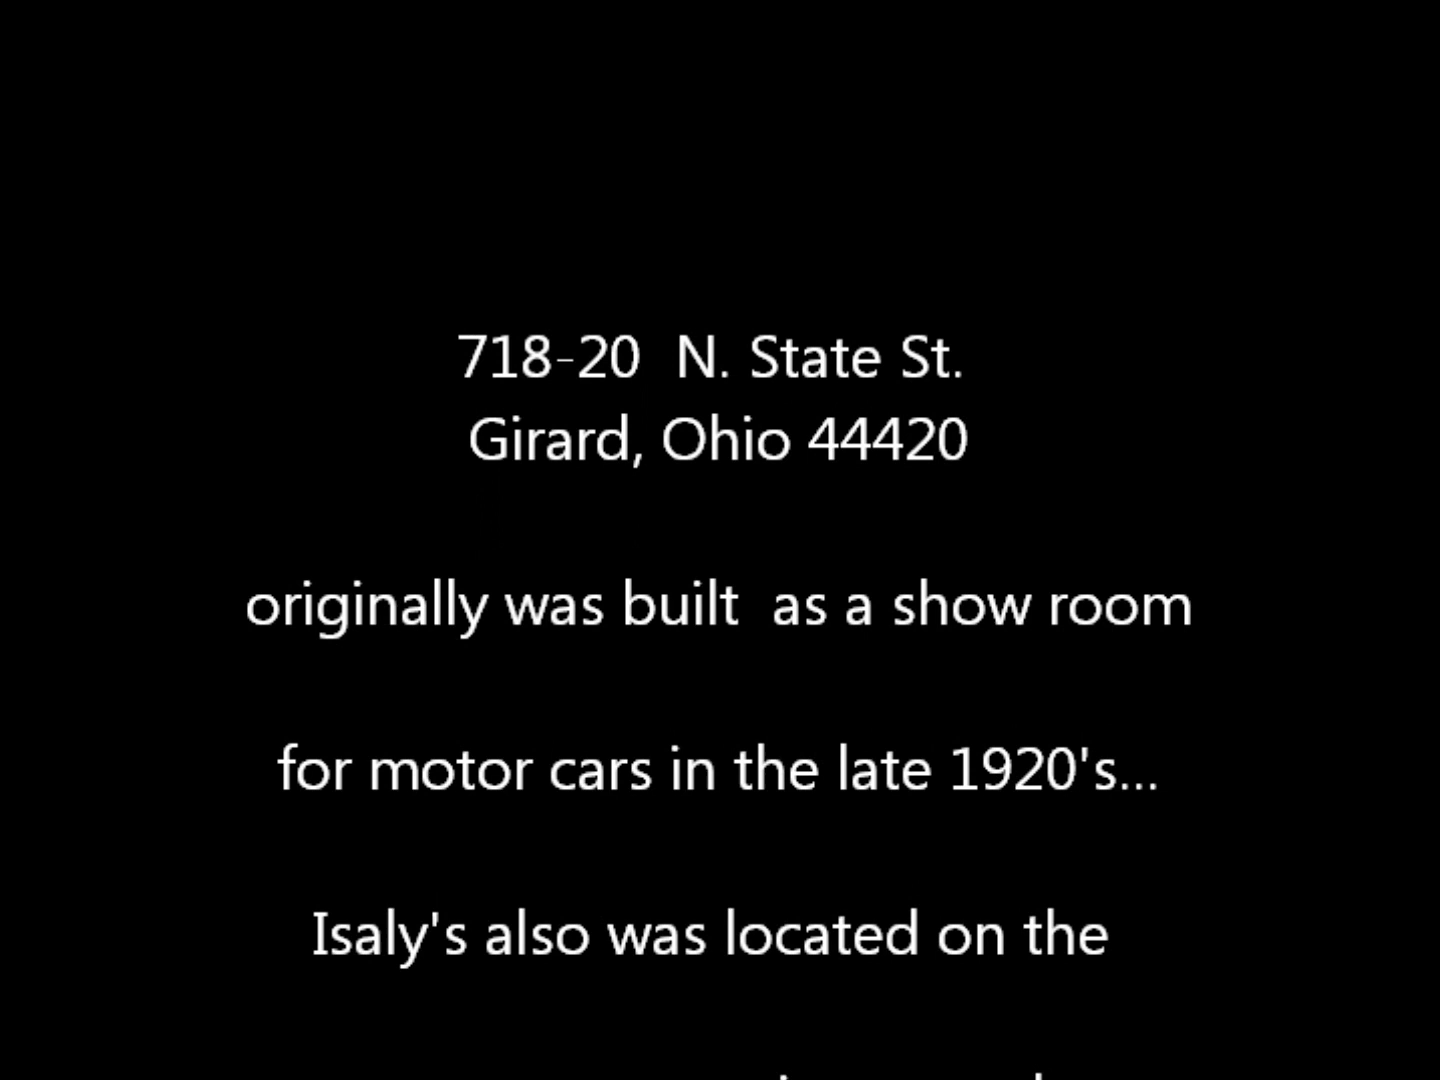 718-20  N. State St.
Girard, Ohio 44420
originally was built  as a show room
for motor cars in the late 1920's...
Isaly's also was located on the